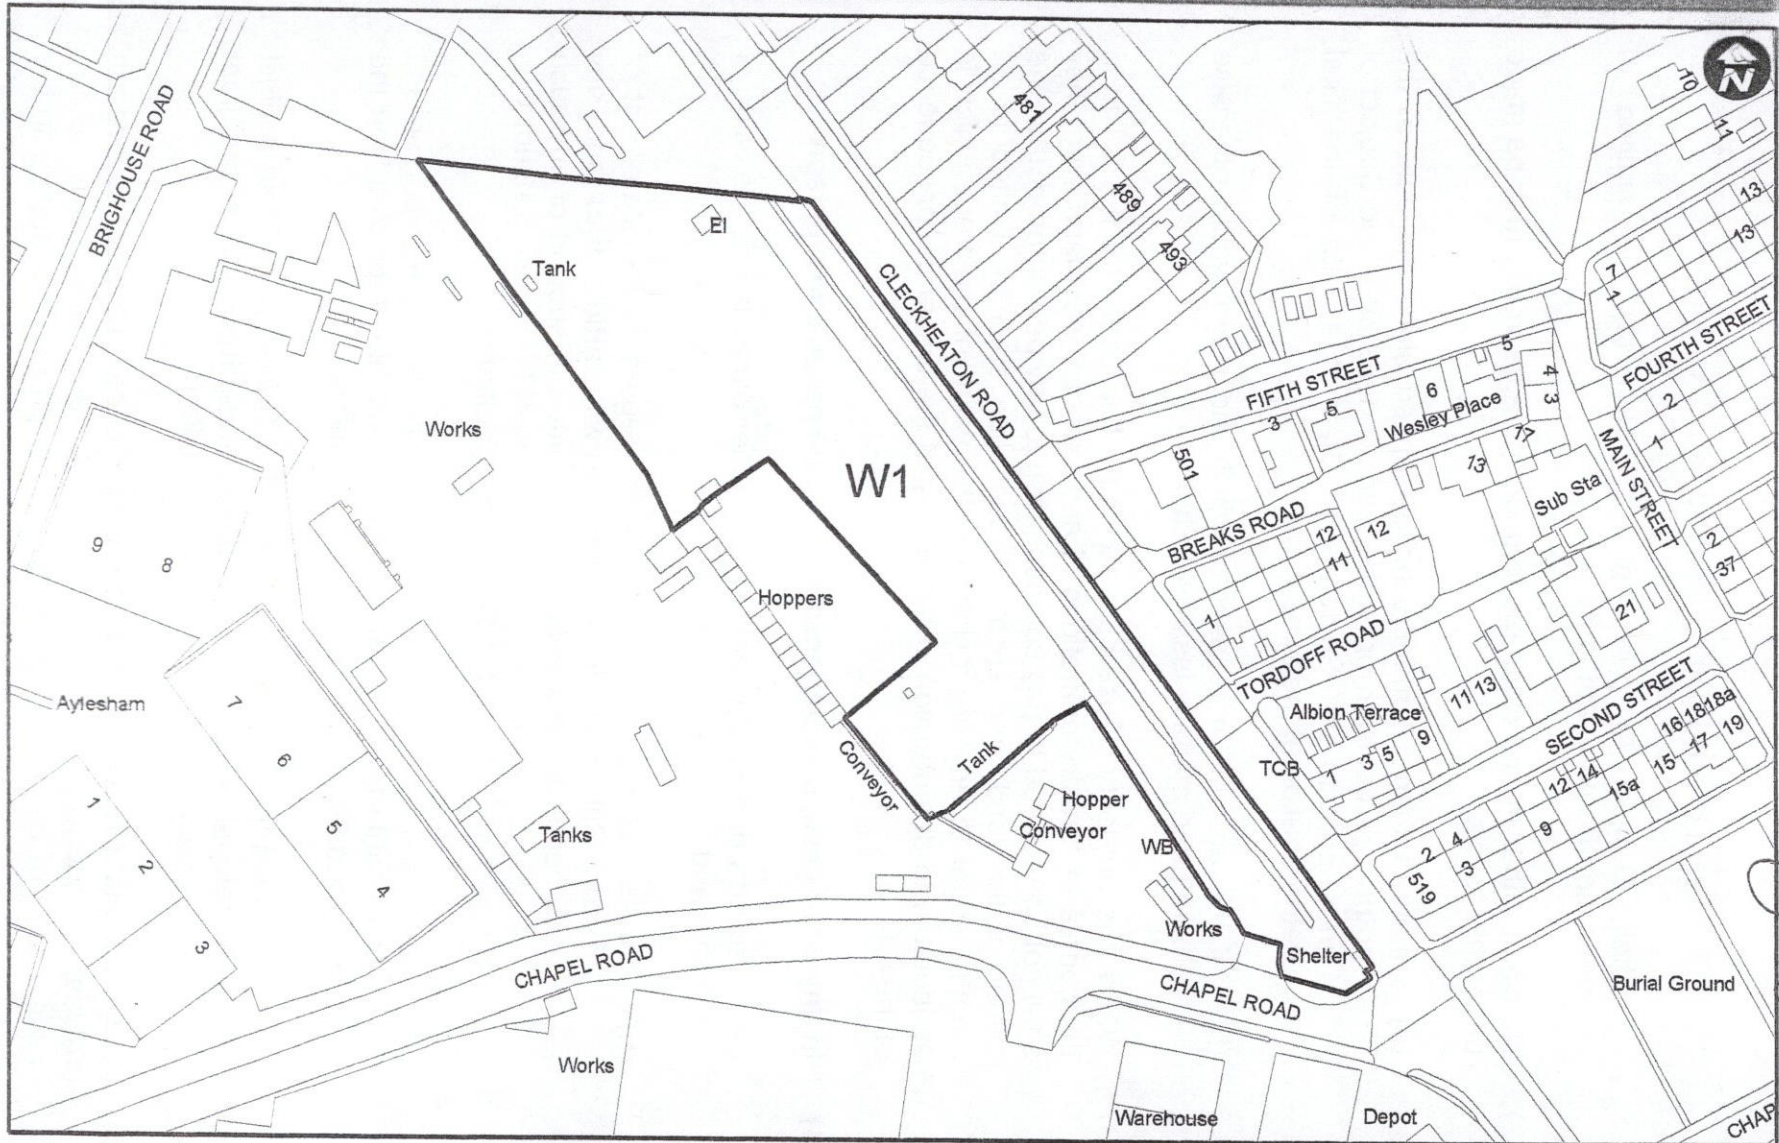 N
BRIGHOUSE ROAD
481
489
493
10
11
13
13
7
1
FOURTH STREET
EI
Tank
CLECKHEATON ROAD
W1
FIFTH STREET
5
4
3
6
5
3
Wesley Place
17
13
501
2
1
MAIN STREET
Sub Sta
BREAKS ROAD
12
11
12
1
2
37
Works
9
8
Hoppers
TORDOFF ROAD
21
11 13
Albion Terrace
SECOND STREET
Aylesham
7
6
5
4
Conveyor
Tank
TCB
1
3
5
9
16
18
18a
19
17
15
15a
14
12
9
2
4
3
519
1
2
3
Tanks
Hopper
Conveyor
WB
Works
Shelter
CHAPEL ROAD
CHAPEL ROAD
Burial Ground
Works
Warehouse
Depot
CHAP